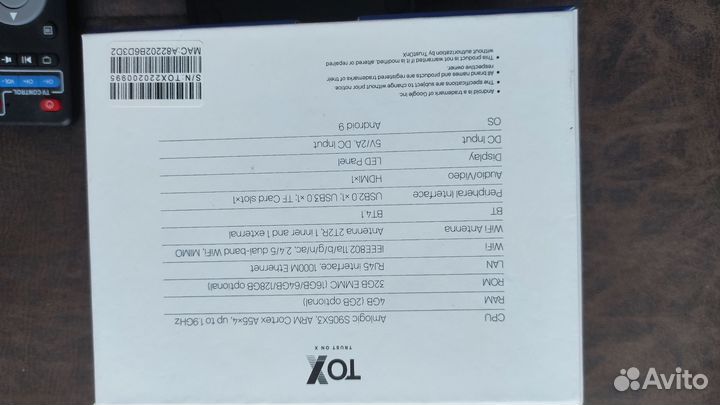 TOX
TRUST ON X
CPU Amlogic S905X3, ARM Cortex A55×4, up to 1.9GHz
RAM 4GB (2GB optional)
ROM 32GB EMMC (16GB/64GB/128GB optional)
LAN RJ45 interface, 1000M Ethernet
WiFi IEEE802.11a/b/g/n/ac, 2.4/5 dual-band WiFi, MIMO
WiFi Antenna Antenna 2T2R, 1 inner and 1 external
BT BT4.1
Peripheral Interface USB2.0 ×1, USB3.0 ×1, TF Card slot×1
Audio/Video HDMI×1
Display LED Panel
DC Input 5V/2A, DC Input
OS Android 9
• Android is a trademark of Google Inc.
• The specifications are subject to change without prior notice
• All brand names and products are registered trademarks of their
respective owner.
• This product is not warranted if it is modified, altered or repaired
without authorization by Trustonx
S/N TOX2202200995
MAC:A82202B6D3D2
TV CONTROL
CH-
CH+
VOL
Avito